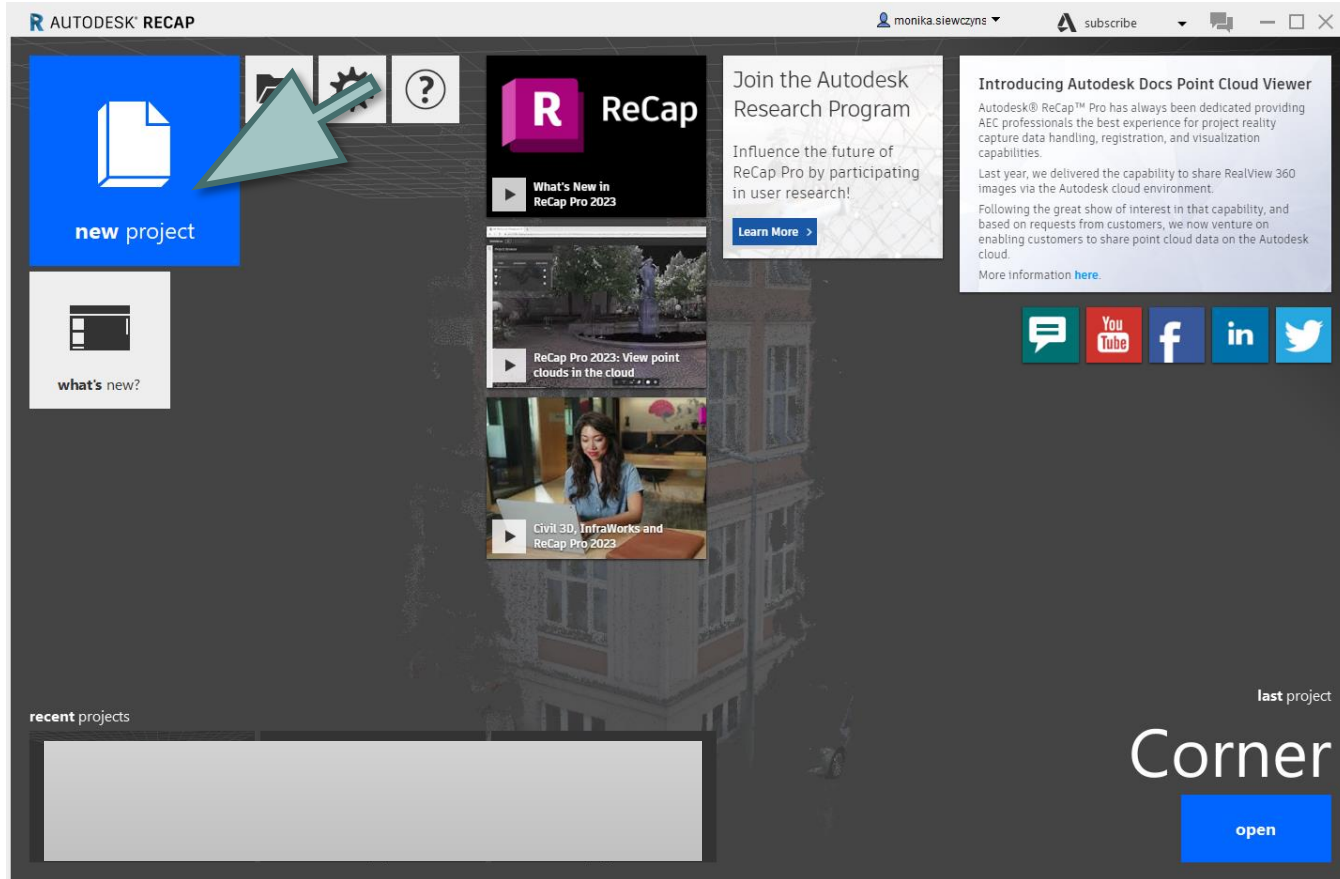 AUTODESK® RECAP
monika.siewczyns
subscribe
new project
what's new?
R ReCap
What's New in
ReCap Pro 2023
ReCap Pro 2023: View point
clouds in the cloud
Civil 3D, InfraWorks and
ReCap Pro 2023
Join the Autodesk
Research Program
Influence the future of
ReCap Pro by participating
in user research!
Learn More >
Introducing Autodesk Docs Point Cloud Viewer
Autodesk® ReCap™ Pro has always been dedicated providing
AEC professionals the best experience for project reality
capture data handling, registration, and visualization
capabilities.
Last year, we delivered the capability to share RealView 360
images via the Autodesk cloud environment.
Following the great show of interest in that capability, and
based on requests from customers, we now venture on
enabling customers to share point cloud data on the Autodesk
cloud.
More information here.
You
Tube
f
in
recent projects
last project
Corner
open